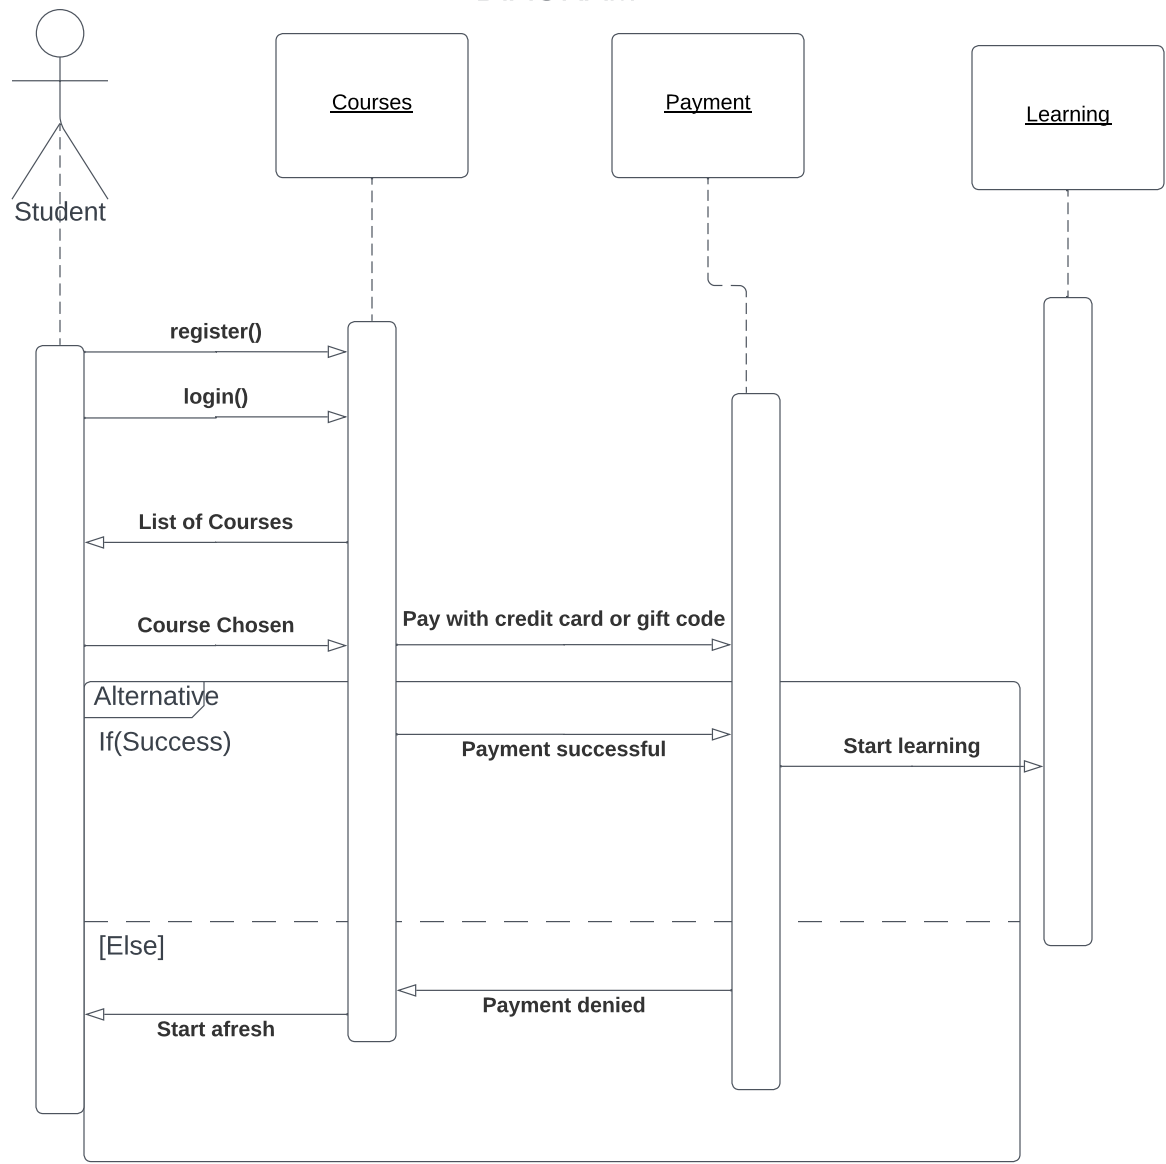 Courses
Payment
Learning
Student
register()
login()
List of Courses
Course Chosen
Pay with credit card or gift code
Alternative
If(Success)
Payment successful
Start learning
[Else]
Payment denied
Start afresh